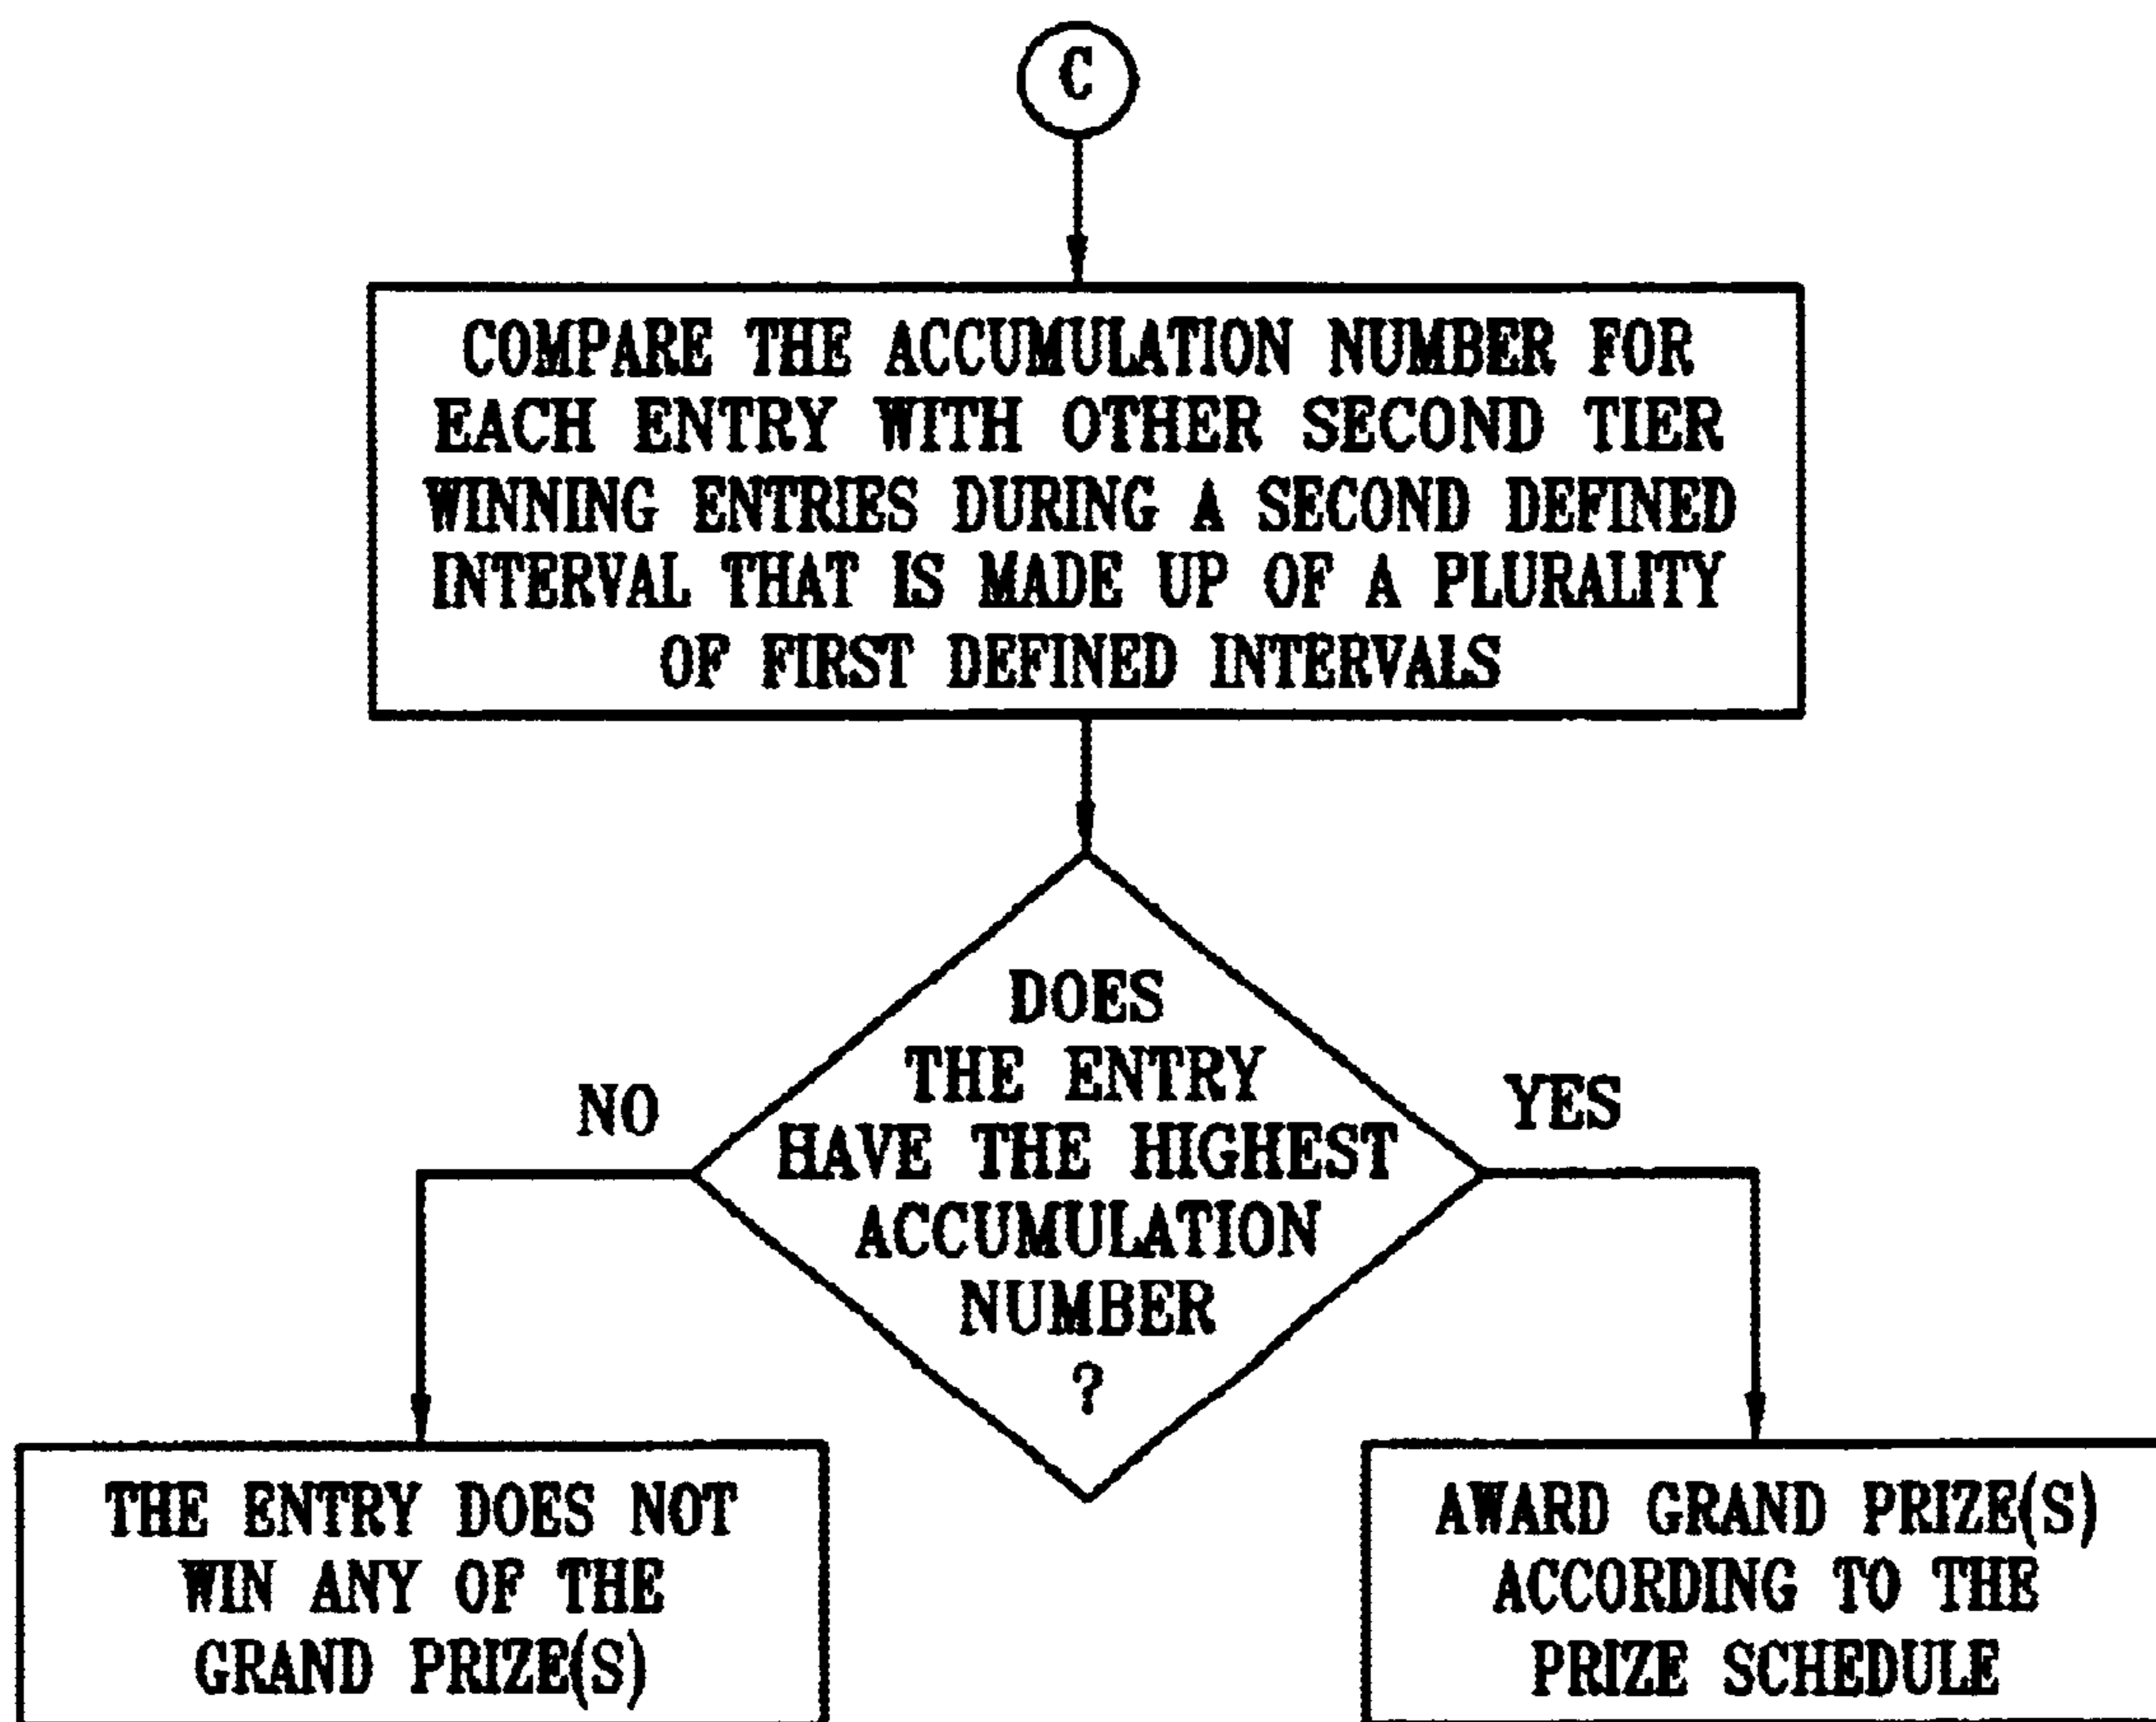 C
COMPARE THE ACCUMULATION NUMBER FOR
EACH ENTRY WITH OTHER SECOND TIER
WINNING ENTRIES DURING A SECOND DEFINED
INTERVAL THAT IS MADE UP OF A PLURALITY
OF FIRST DEFINED INTERVALS
DOES
THE ENTRY
HAVE THE HIGHEST
ACCUMULATION
NUMBER
?
NO
YES
THE ENTRY DOES NOT
WIN ANY OF THE
GRAND PRIZE(S)
AWARD GRAND PRIZE(S)
ACCORDING TO THE
PRIZE SCHEDULE